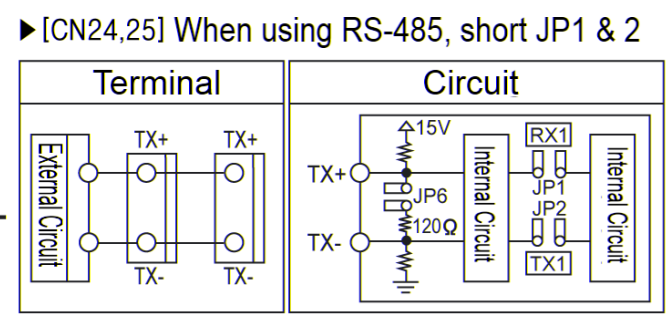 ▶[CN24,25] When using RS-485, short JP1 & 2
Terminal
Circuit
External Circuit
TX+
TX+
TX-
TX-
15V
TX+
JP6
120Ω
TX-
Internal Circuit
RX1
JP1
JP2
TX1
Internal Circuit